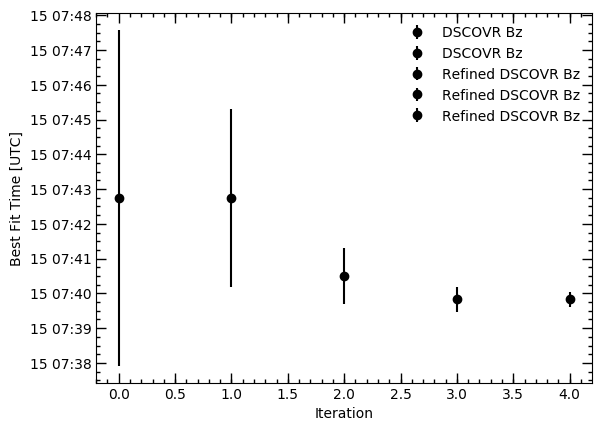 15 07:48
15 07:47
15 07:46
15 07:45
15 07:44
15 07:43
15 07:42
15 07:41
15 07:40
15 07:39
15 07:38
Best Fit Time [UTC]
DSCOVR Bz
DSCOVR Bz
Refined DSCOVR Bz
Refined DSCOVR Bz
Refined DSCOVR Bz
0.0 0.5 1.0 1.5 2.0 2.5 3.0 3.5 4.0
Iteration